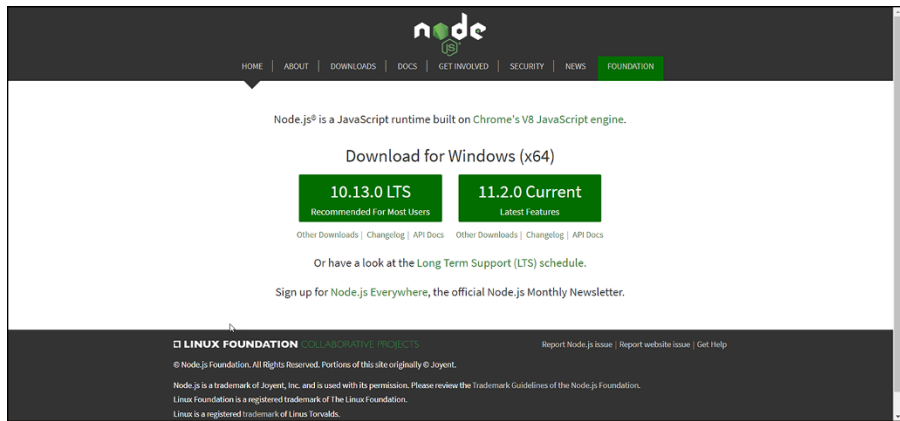 node
JS
HOME | ABOUT | DOWNLOADS | DOCS | GET INVOLVED | SECURITY | NEWS FOUNDATION
Node.js® is a JavaScript runtime built on Chrome's V8 JavaScript engine.
Download for Windows (x64)
10.13.0 LTS 11.2.0 Current
Recommended For Most Users Latest Features
Other Downloads | Changelog | API Docs Other Downloads | Changelog | API Docs
Or have a look at the Long Term Support (LTS) schedule.
Sign up for Node.js Everywhere, the official Node.js Monthly Newsletter.
LINUX FOUNDATION COLLABORATIVE PROJECTS Report Node.js issue | Report website issue | Get Help
© Node.js Foundation. All Rights Reserved. Portions of this site originally © Joyent.
Node.js is a trademark of Joyent, Inc. and is used with its permission. Please review the Trademark Guidelines of the Node.js Foundation.
Linux Foundation is a registered trademark of The Linux Foundation.
Linux is a registered trademark of Linus Torvalds.